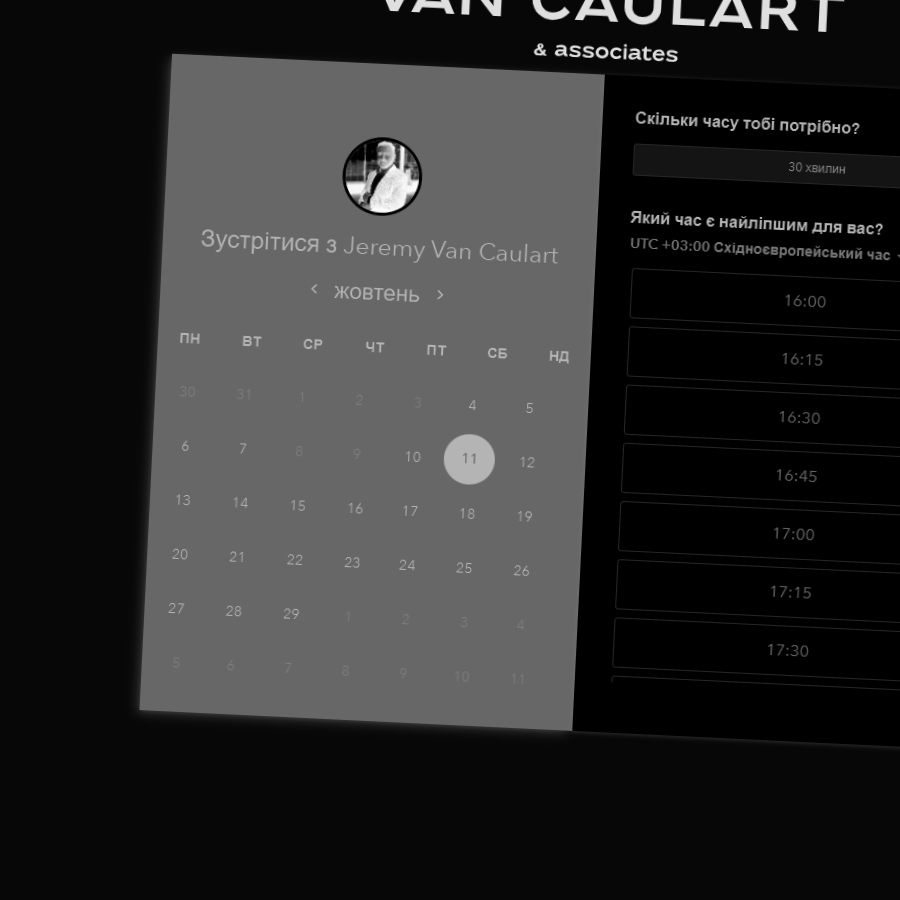 VAN CAULART
& associates
Зустрітися з Jeremy Van Caulart
‹ жовтень ›
ПН ВТ СР ЧТ ПТ СБ НД
30 31 1 2 3 4 5
6 7 8 9 10 11 12
13 14 15 16 17 18 19
20 21 22 23 24 25 26
27 28 29 1 2 3 4
5 6 7 8 9 10 11
Скільки часу тобі потрібно?
30 хвилин
Який час є найліпшим для вас?
UTC +03:00 Східноєвропейський час
16:00
16:15
16:30
16:45
17:00
17:15
17:30